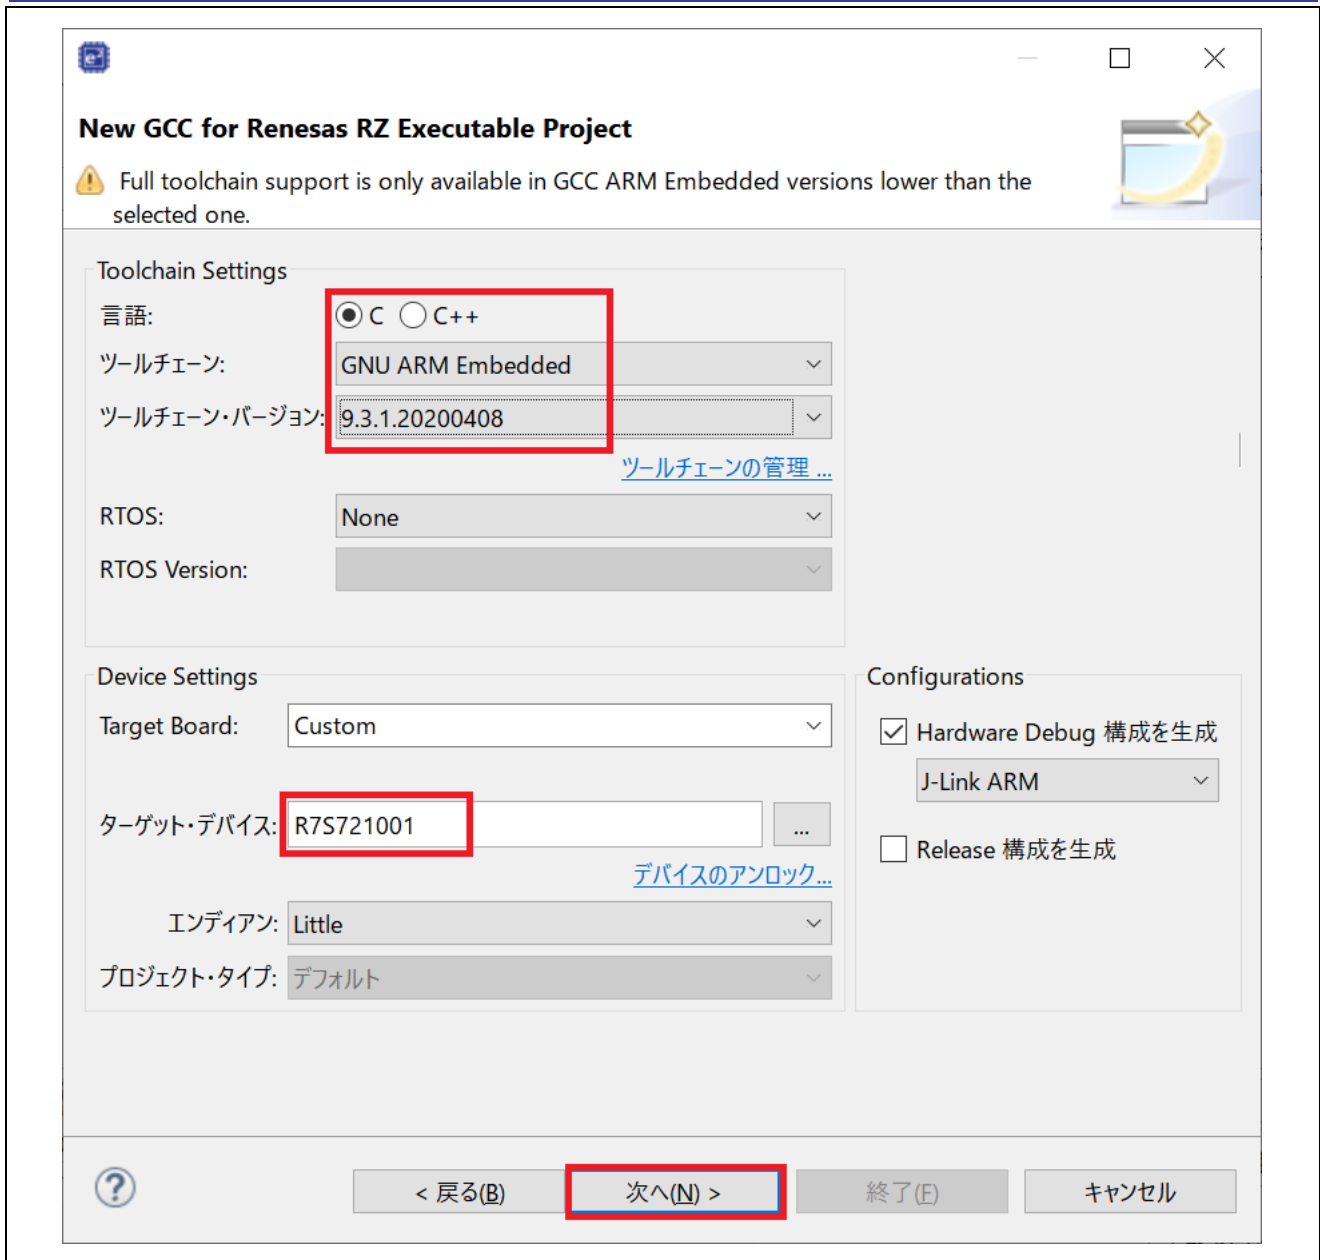 New GCC for Renesas RZ Executable Project
Full toolchain support is only available in GCC ARM Embedded versions lower than the
selected one.
Toolchain Settings
言語: C C++
ツールチェーン: GNU ARM Embedded
ツールチェーン・バージョン: 9.3.1.20200408
ツールチェーンの管理 ...
RTOS: None
RTOS Version:
Device Settings
Target Board: Custom
ターゲット・デバイス: R7S721001 ...
デバイスのアンロック...
エンディアン: Little
プロジェクト・タイプ: デフォルト
Configurations
Hardware Debug 構成を生成
J-Link ARM
Release 構成を生成
? < 戻る(B) 次へ(N) > 終了(F) キャンセル